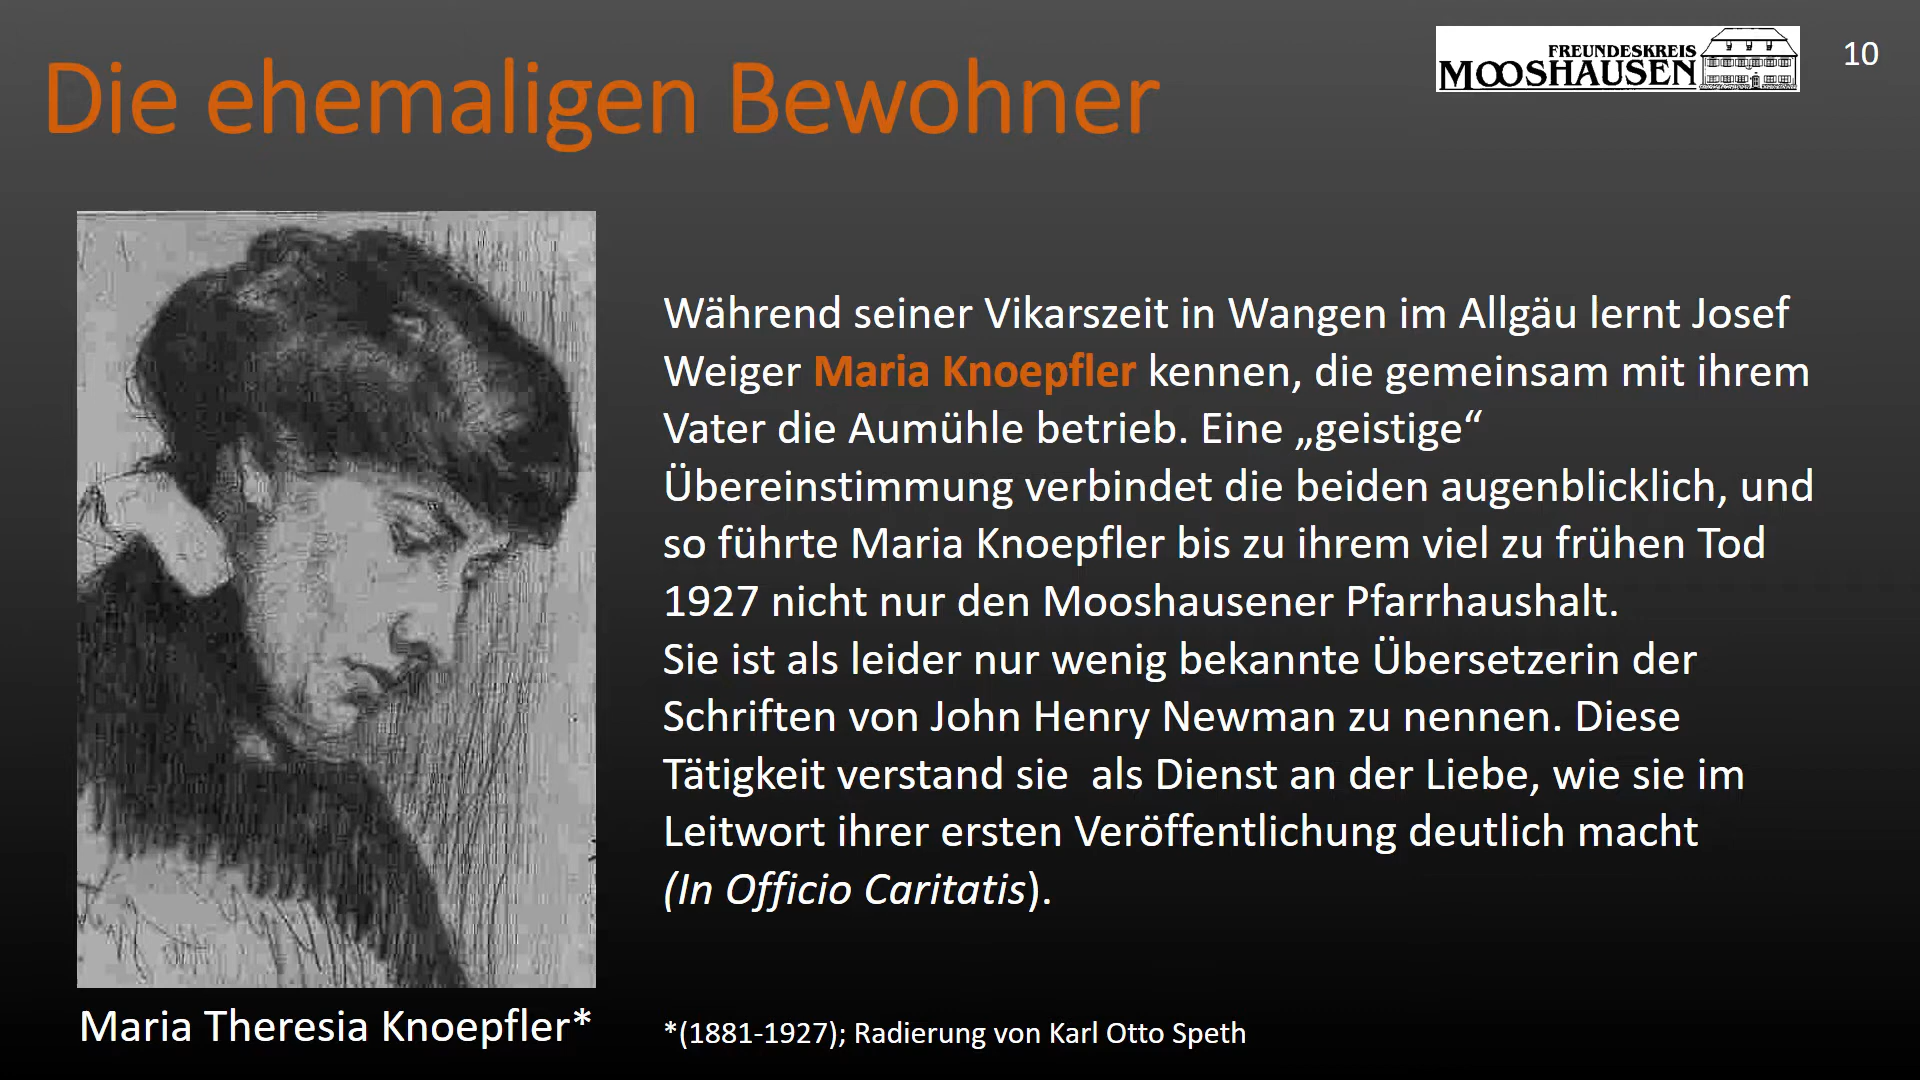 Die ehemaligen Bewohner
FREUNDESKREIS
MOOSHAUSEN
10
Während seiner Vikarszeit in Wangen im Allgäu lernt Josef
Weiger Maria Knoepfler kennen, die gemeinsam mit ihrem
Vater die Aumühle betrieb. Eine „geistige“
Übereinstimmung verbindet die beiden augenblicklich, und
so führte Maria Knoepfler bis zu ihrem viel zu frühen Tod
1927 nicht nur den Mooshausener Pfarrhaushalt.
Sie ist als leider nur wenig bekannte Übersetzerin der
Schriften von John Henry Newman zu nennen. Diese
Tätigkeit verstand sie  als Dienst an der Liebe, wie sie im
Leitwort ihrer ersten Veröffentlichung deutlich macht
(In Officio Caritatis).
Maria Theresia Knoepfler*
*(1881-1927); Radierung von Karl Otto Speth